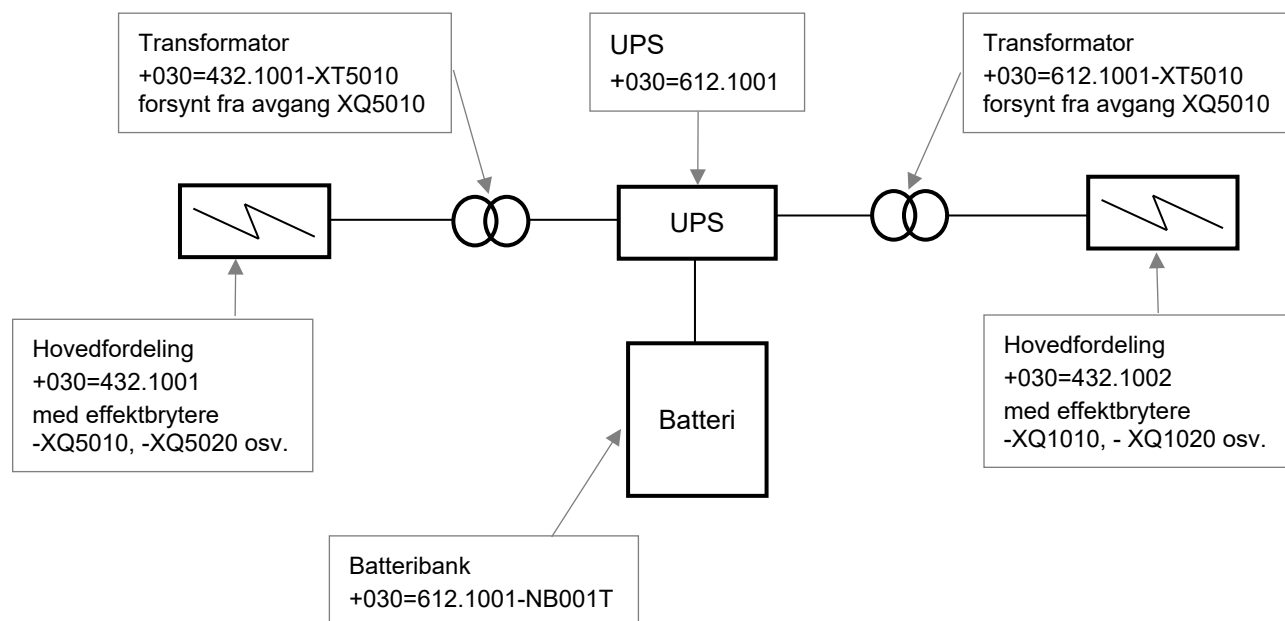 Transformator
+030=432.1001-XT5010
forsynt fra avgang XQ5010
UPS
+030=612.1001
Transformator
+030=612.1001-XT5010
forsynt fra avgang XQ5010
UPS
Hovedfordeling
+030=432.1001
med effektbrytere
-XQ5010, -XQ5020 osv.
Batteri
Hovedfordeling
+030=432.1002
med effektbrytere
-XQ1010, - XQ1020 osv.
Batteribank
+030=612.1001-NB001T